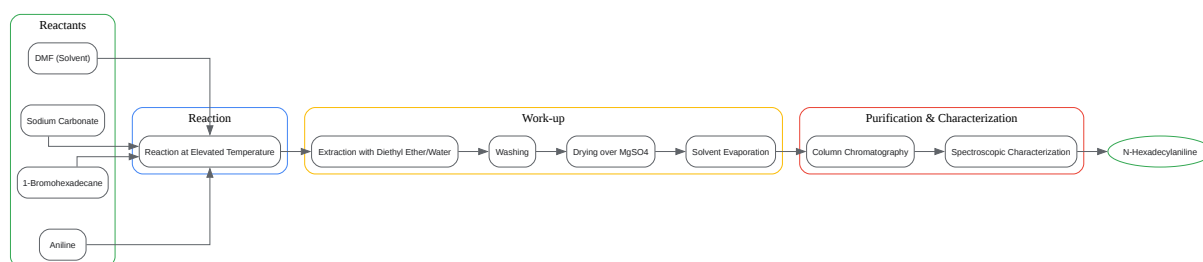 Reactants
DMF (Solvent)
Sodium Carbonate
1-Bromohexadecane
Aniline
Reaction
Reaction at Elevated Temperature
Work-up
Extraction with Diethyl Ether/Water
Washing
Drying over MgSO4
Solvent Evaporation
Purification & Characterization
Column Chromatography
Spectroscopic Characterization
N-Hexadecylaniline